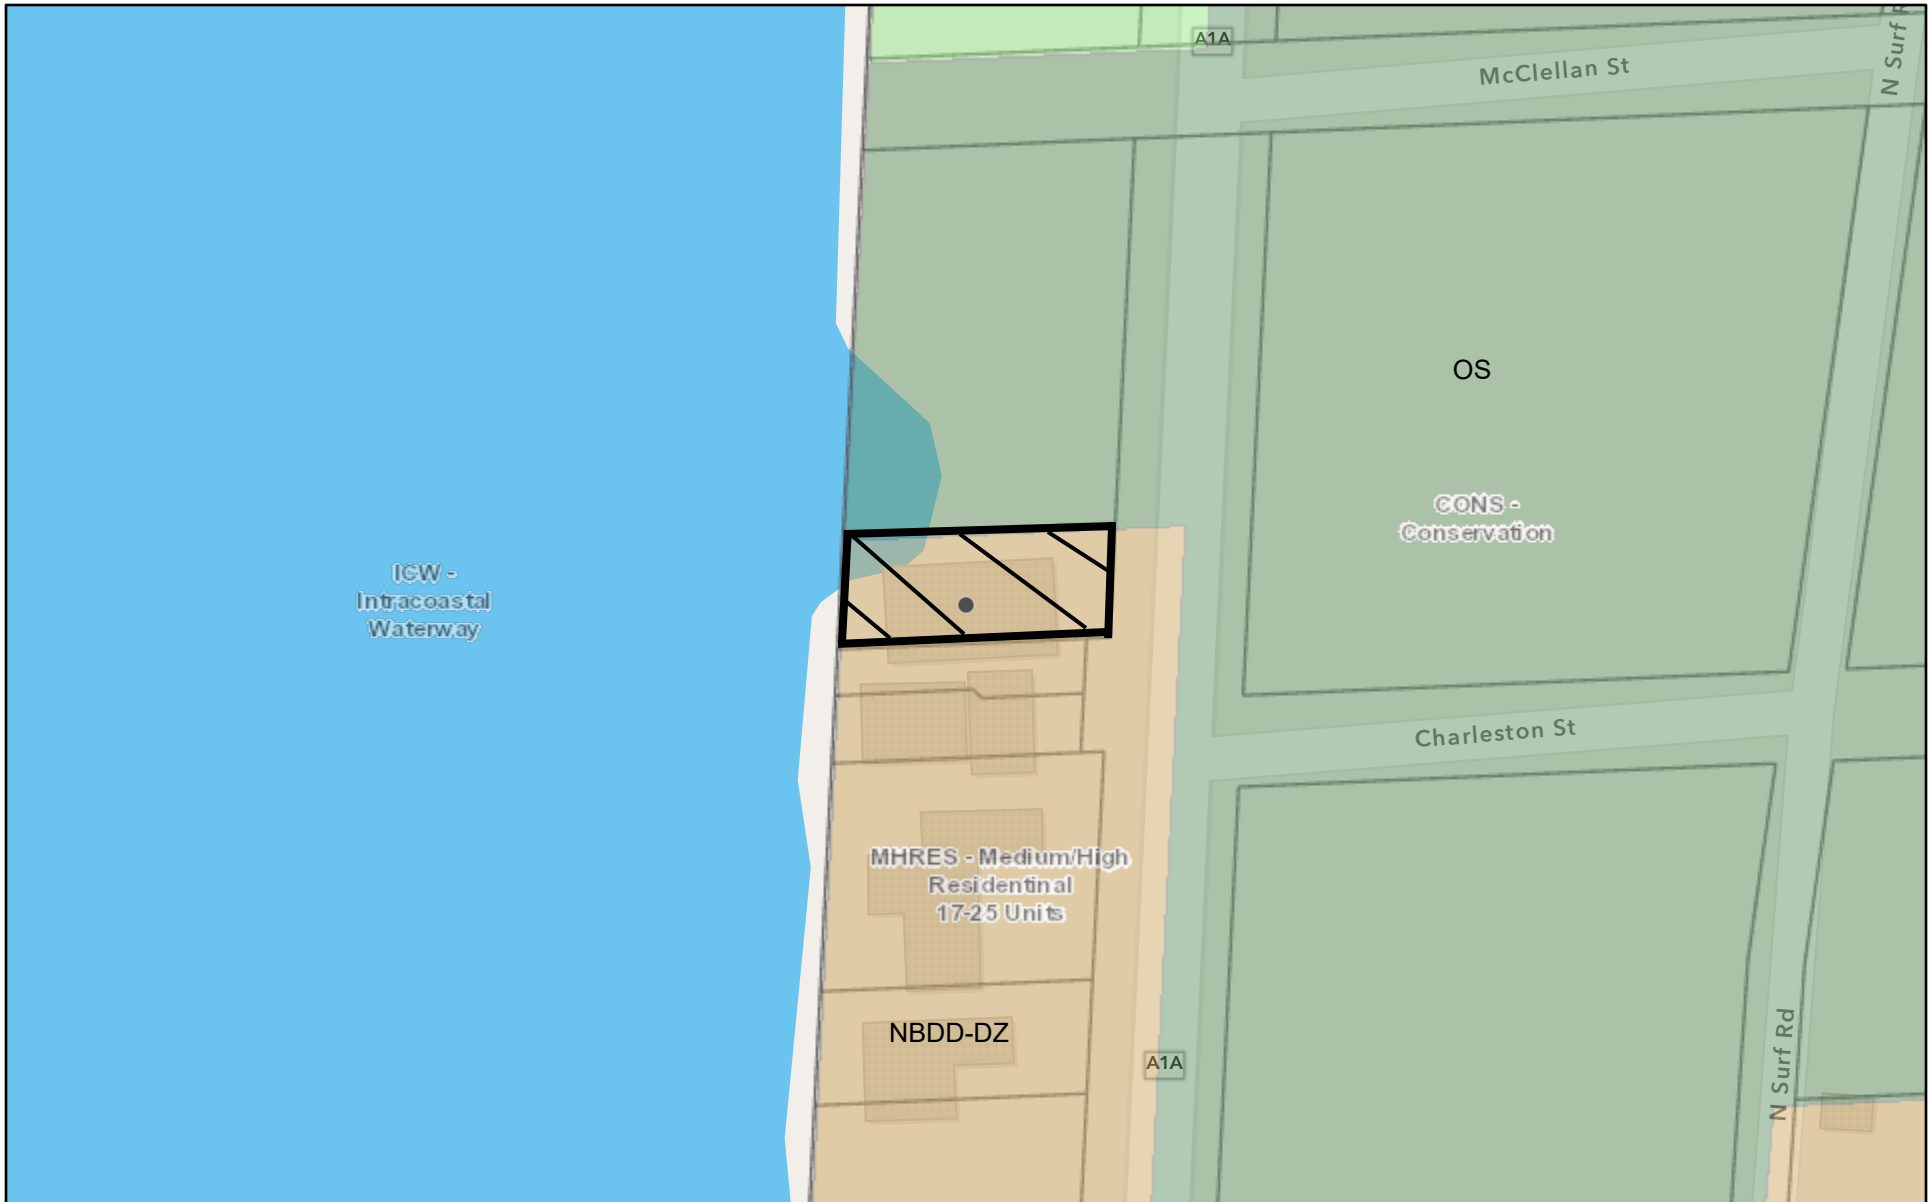 A1A
McClellan St
N Surf R
OS
CONS -
Conservation
ICW -
Intracoastal
Waterway
Charleston St
MHRES - Medium/High
Residentinal
17-25 Units
NBDD-DZ
A1A
N Surf Rd